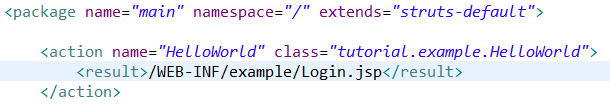 <package name="main" namespace="/" extends="struts-default">
<action name="HelloWorld" class="tutorial.example.HelloWorld">
<result>/WEB-INF/example/Login.jsp</result>
</action>